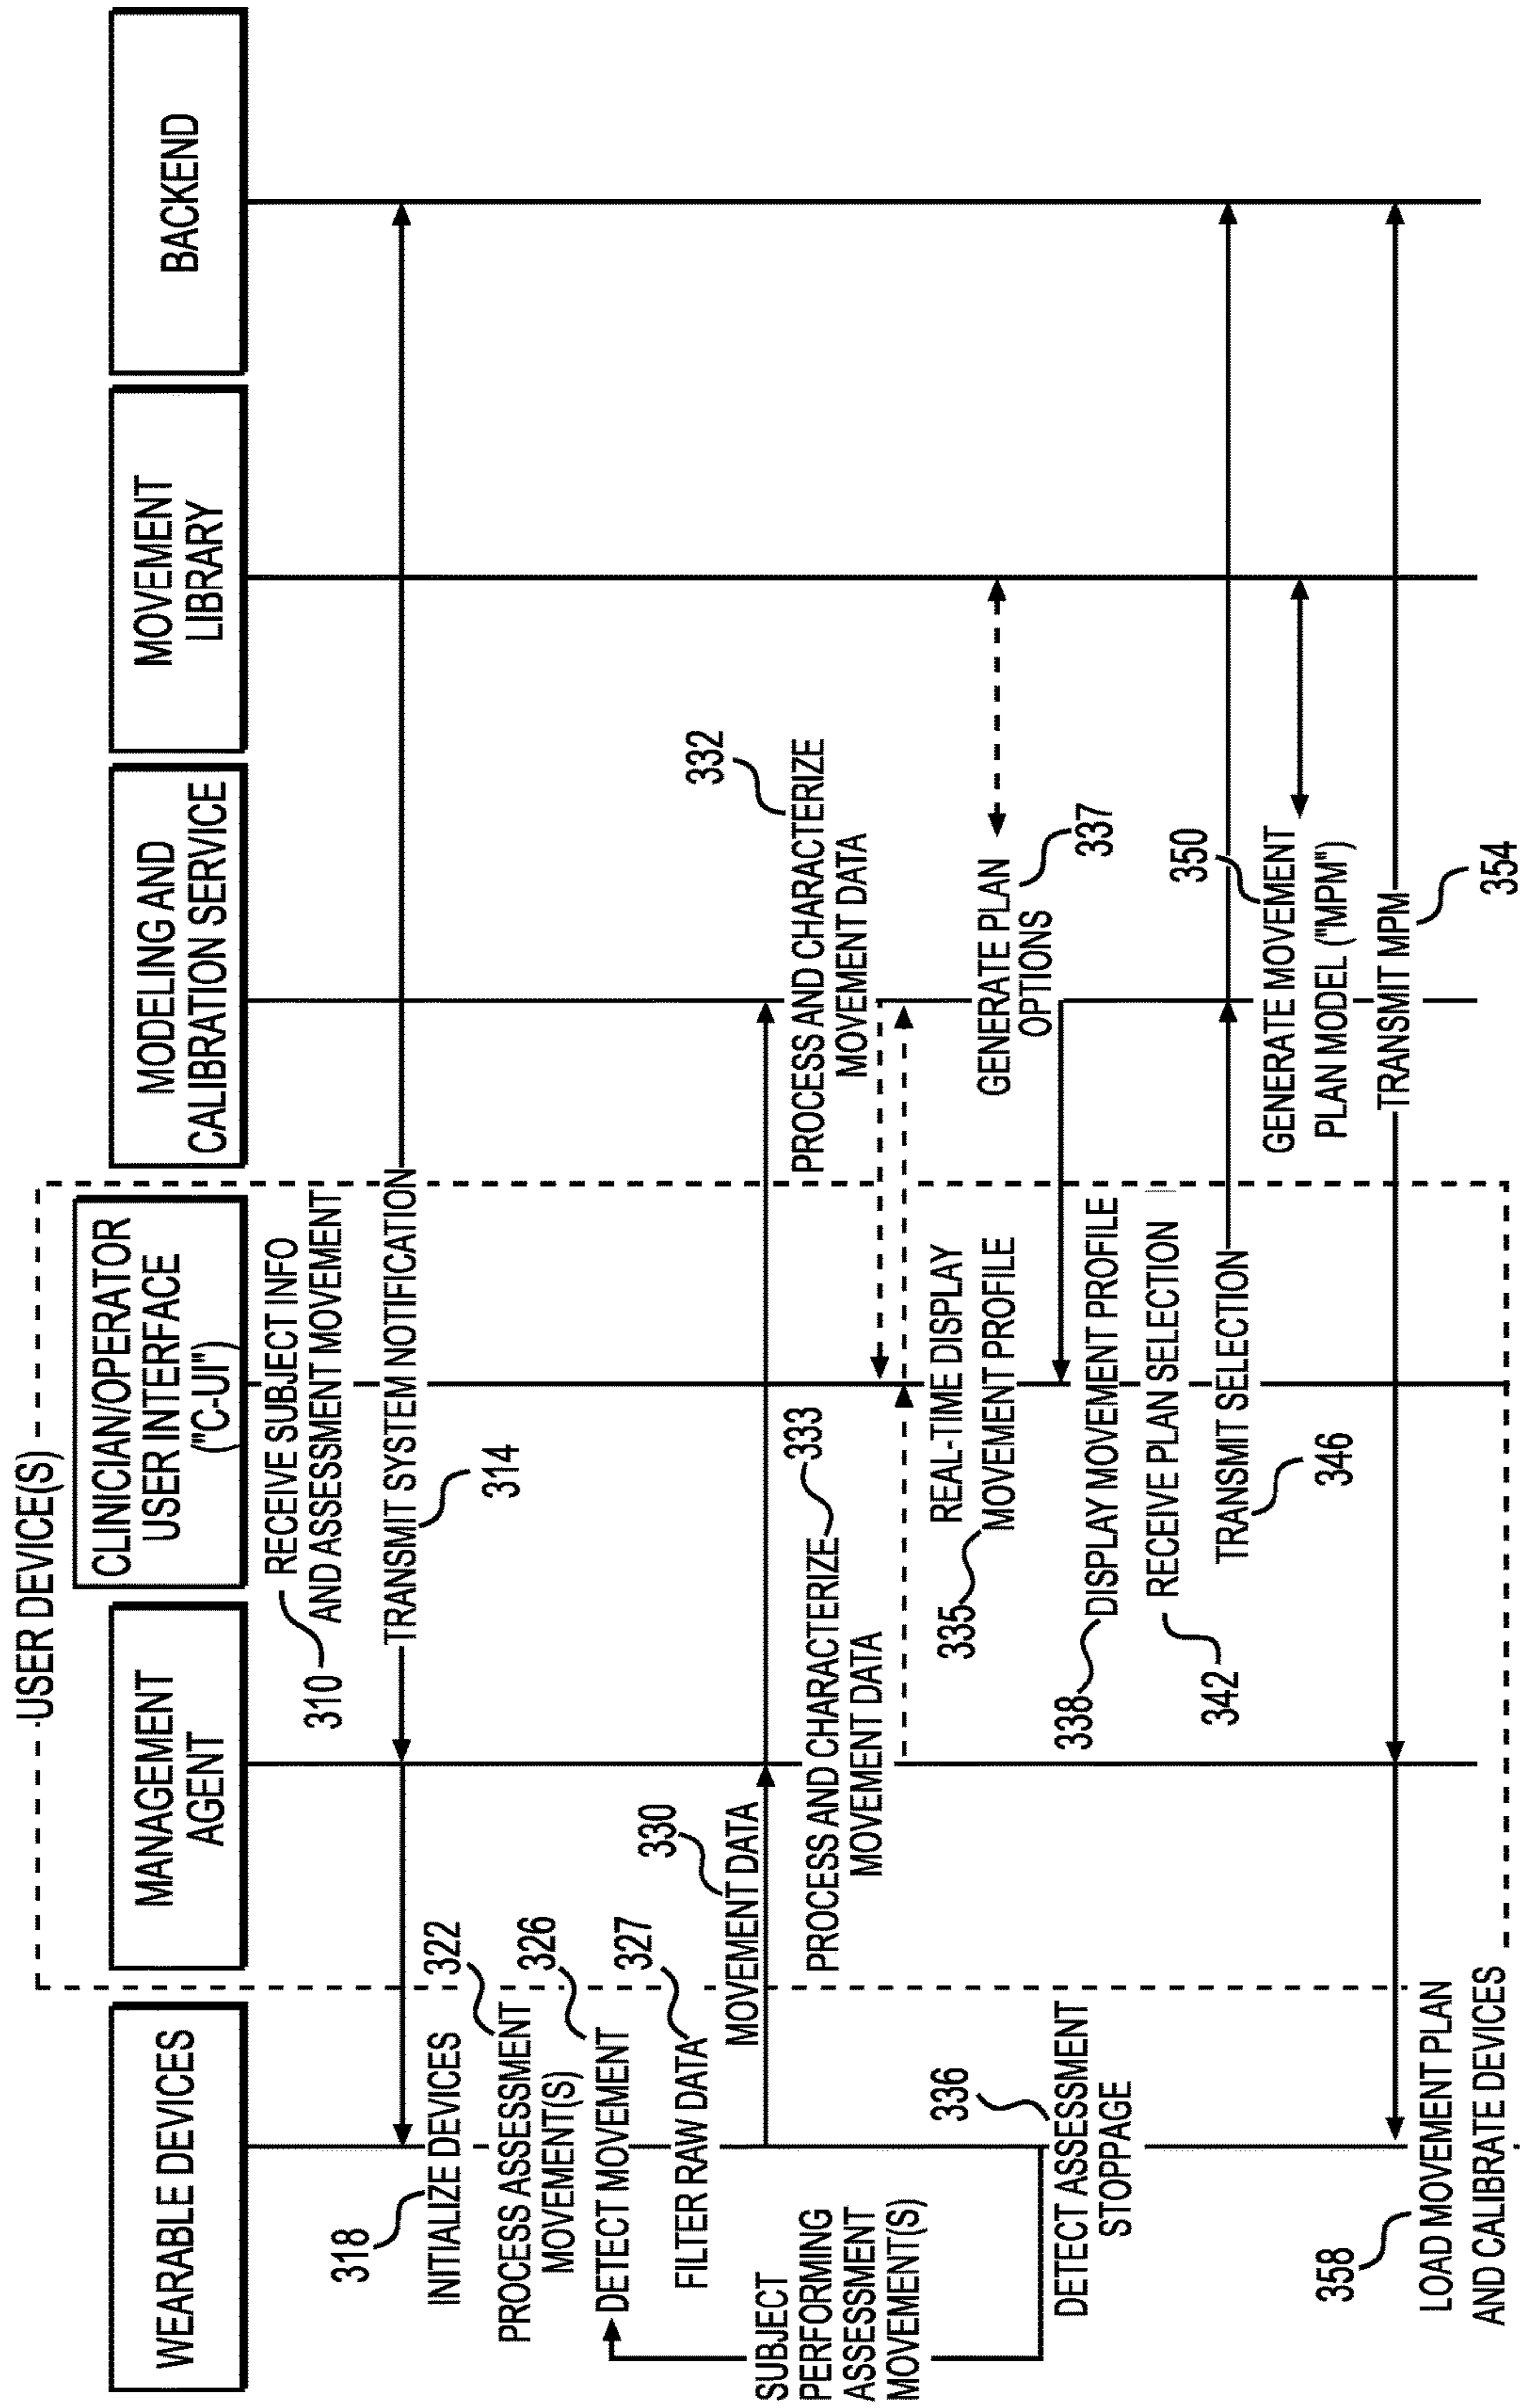 USER DEVICE(S)
WEARABLE DEVICES
MANAGEMENT
AGENT
CLINICIAN/OPERATOR
USER INTERFACE
("C-UI")
MODELING AND
CALIBRATION SERVICE
MOVEMENT
LIBRARY
BACKEND
310
RECEIVE SUBJECT INFO
AND ASSESSMENT MOVEMENT
TRANSMIT SYSTEM NOTIFICATION
314
318
INITIALIZE DEVICES
322
PROCESS ASSESSMENT
MOVEMENT(S)
326
DETECT MOVEMENT
327
FILTER RAW DATA
330
MOVEMENT DATA
332
PROCESS AND CHARACTERIZE
MOVEMENT DATA
333
PROCESS AND CHARACTERIZE
MOVEMENT DATA
SUBJECT
PERFORMING
ASSESSMENT
MOVEMENT(S)
335
REAL-TIME DISPLAY
MOVEMENT PROFILE
336
DETECT ASSESSMENT
STOPPAGE
GENERATE PLAN
OPTIONS
337
338
DISPLAY MOVEMENT PROFILE
RECEIVE PLAN SELECTION
342
TRANSMIT SELECTION
346
350
GENERATE MOVEMENT
PLAN MODEL ("MPM")
TRANSMIT MPM
354
358
LOAD MOVEMENT PLAN
AND CALIBRATE DEVICES